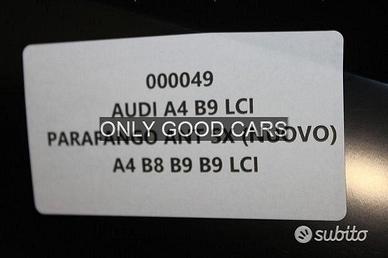 000049
AUDI A4 B9 LCI
ONLY GOOD CARS
PARAFANGO ANT SX (NUOVO)
A4 B8 B9 B9 LCI
subito